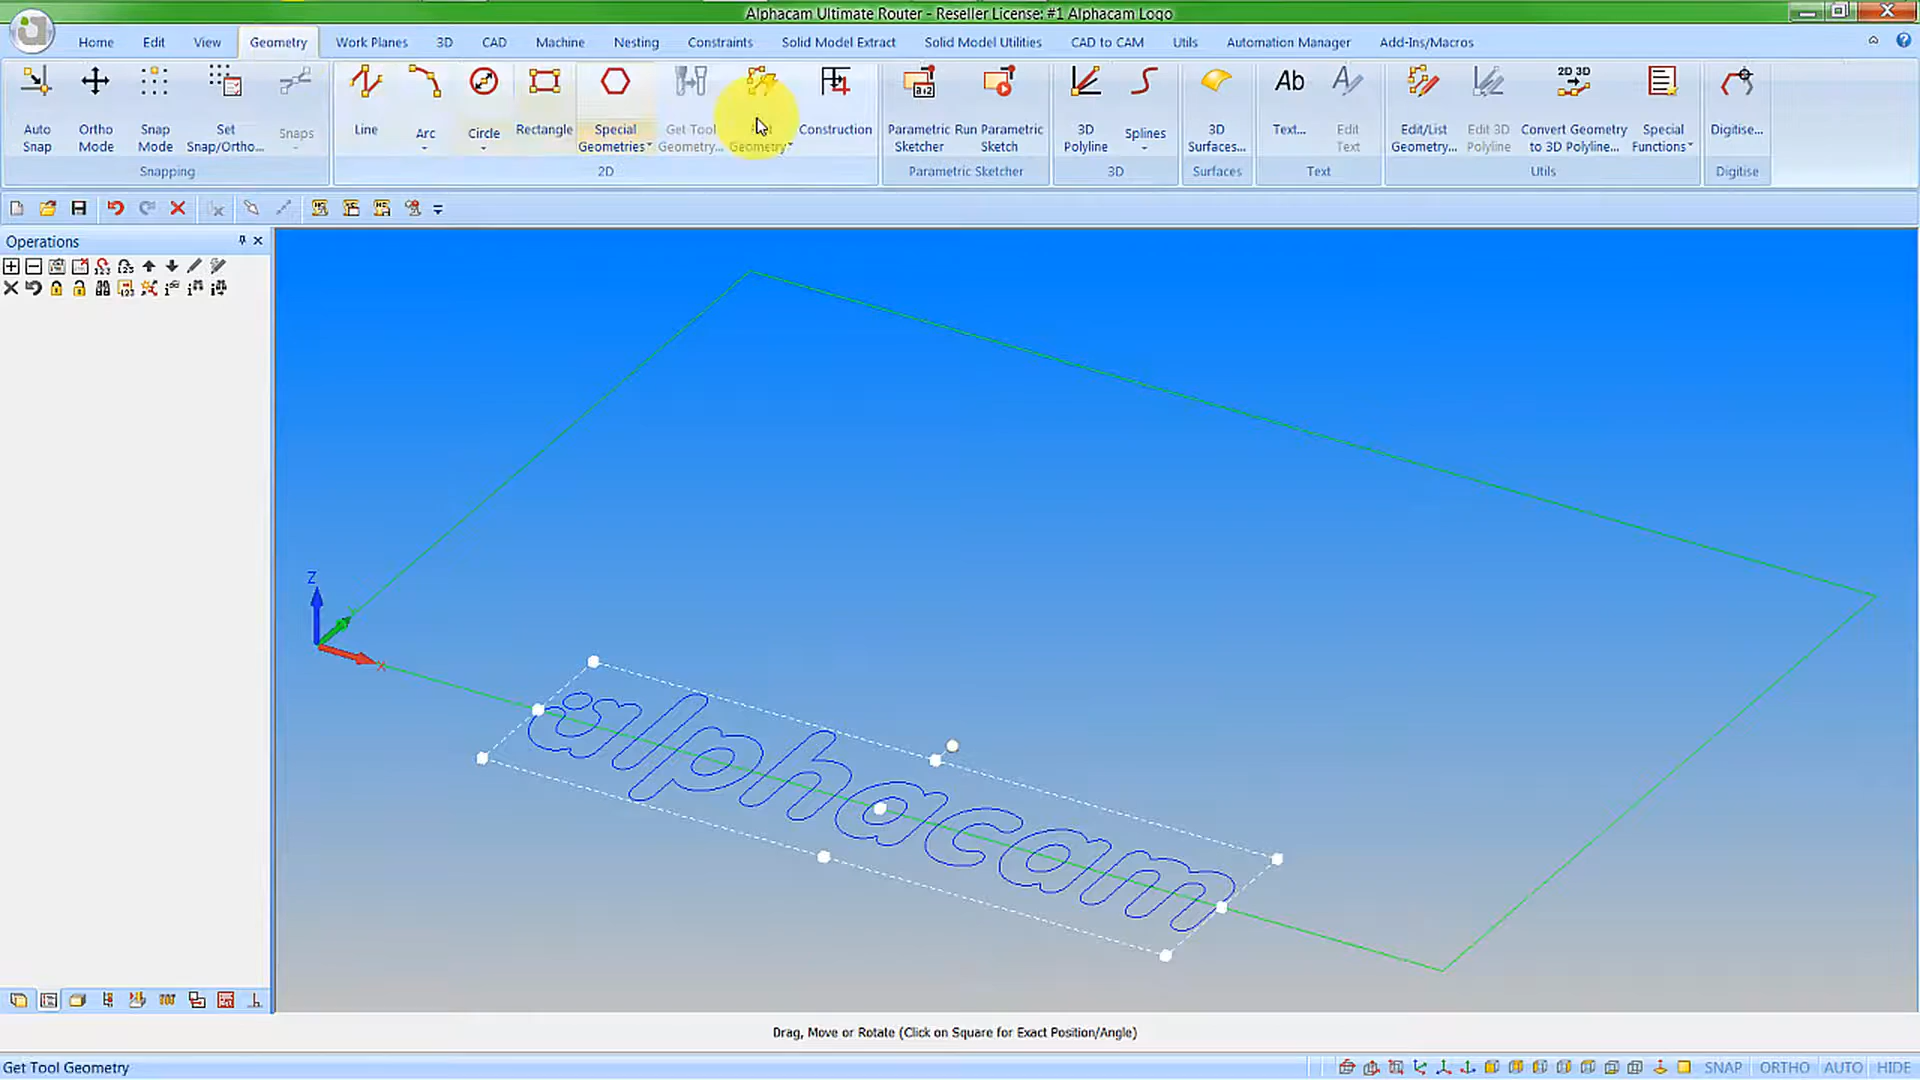 Alphacam Ultimate Router - Reseller License: #1 Alphacam Logo
Home Edit View Geometry Work Planes 3D CAD Machine Nesting Constraints Solid Model Extract Solid Model Utilities CAD to CAM Utils Automation Manager Add-Ins/Macros
Auto Snap
Ortho Mode
Snap Mode
Set Snap/Ortho...
Snaps
Line
Arc
Circle
Rectangle
Special Geometries
Get Tool Geometry...
Geometry
Construction
Parametric Sketcher
Run Parametric Sketch
3D Polyline
Splines
3D Surfaces...
Ab
Text...
Edit Text
Edit/List Geometry...
Edit 3D Polyline
2D 3D
Convert Geometry to 3D Polyline...
Special Functions
Digitise...
Snapping 2D Parametric Sketcher 3D Surfaces Text Utils Digitise
Operations
Z
X
alphacam
Drag, Move or Rotate (Click on Square for Exact Position/Angle)
Get Tool Geometry
SNAP ORTHO AUTO HIDE